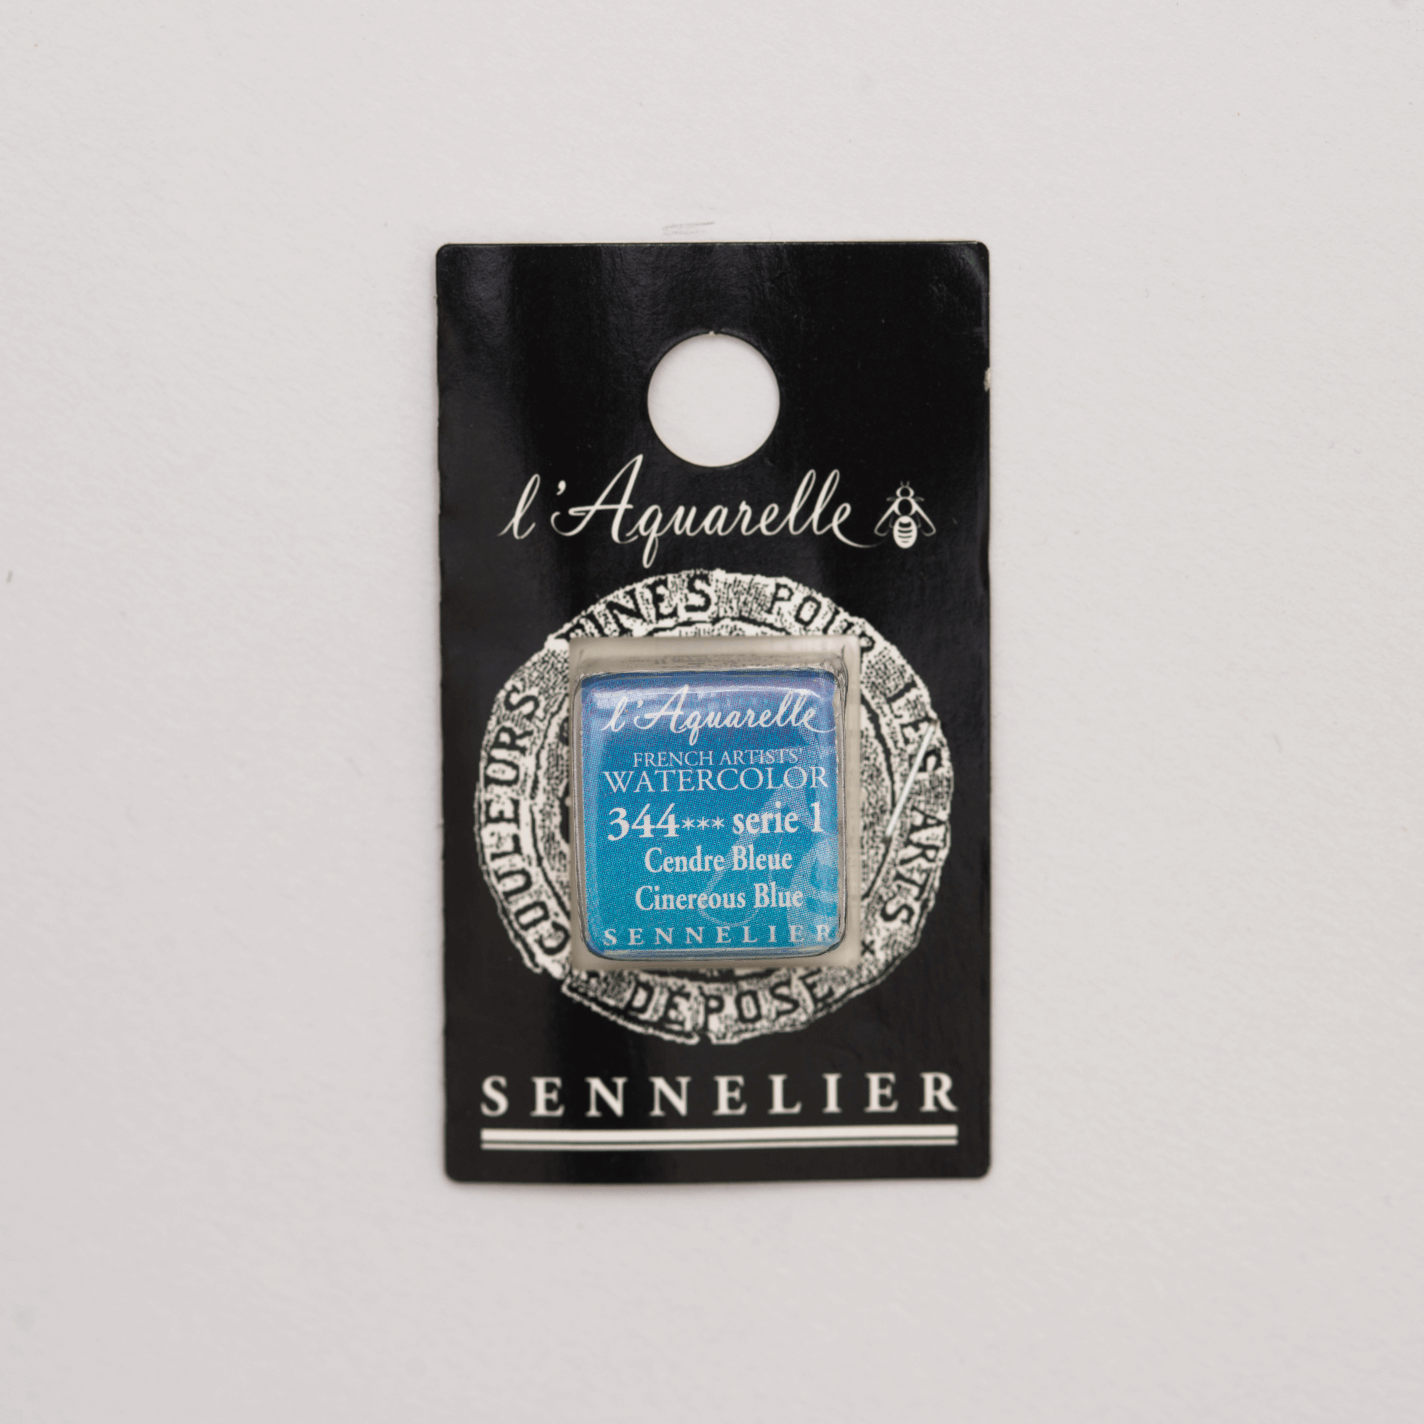 l'Aquarelle
COULEURS FINES POUR LES ARTS
DÉPOSÉ
l'Aquarelle
FRENCH ARTISTS'
WATERCOLOR
344*** serie 1
Cendre Bleue
Cinereous Blue
SENNELIER
SENNELIER